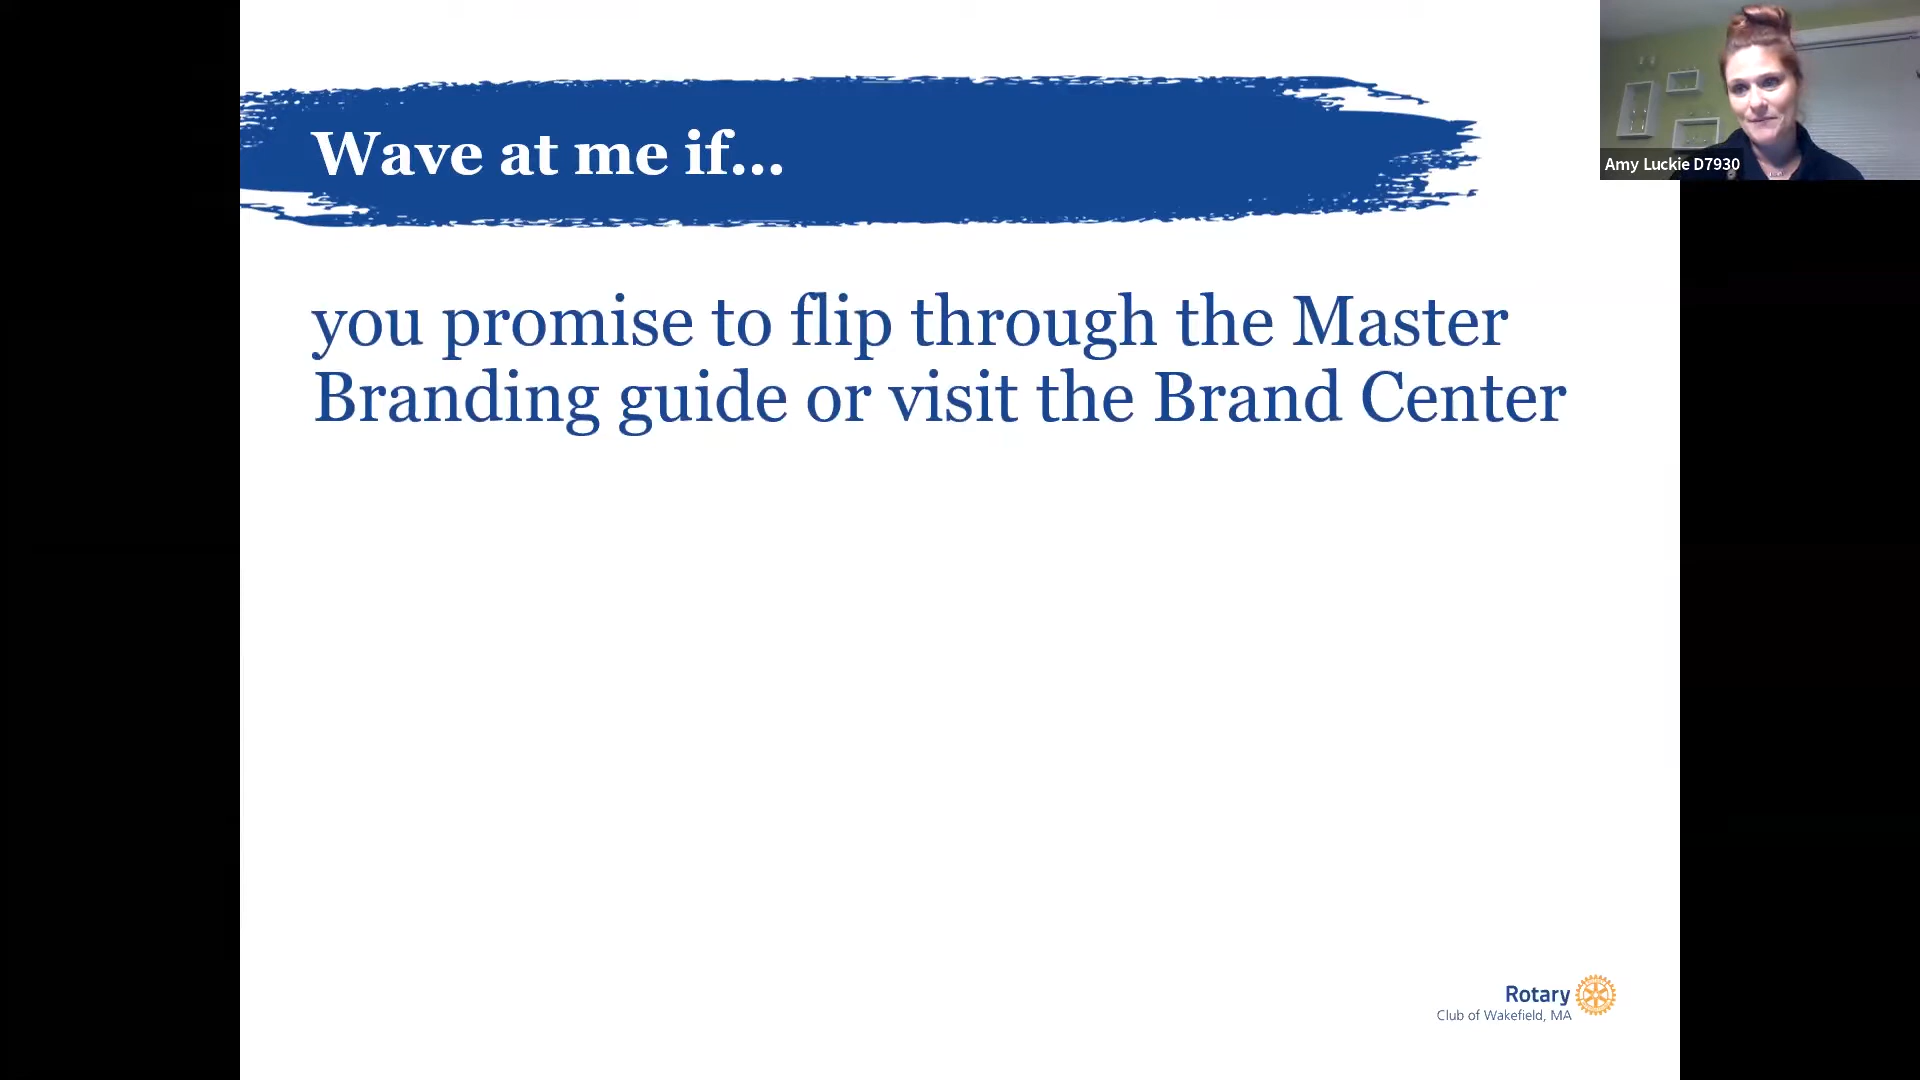 Wave at me if...
Amy Luckie D7930
you promise to flip through the Master
Branding guide or visit the Brand Center
Rotary
Club of Wakefield, MA